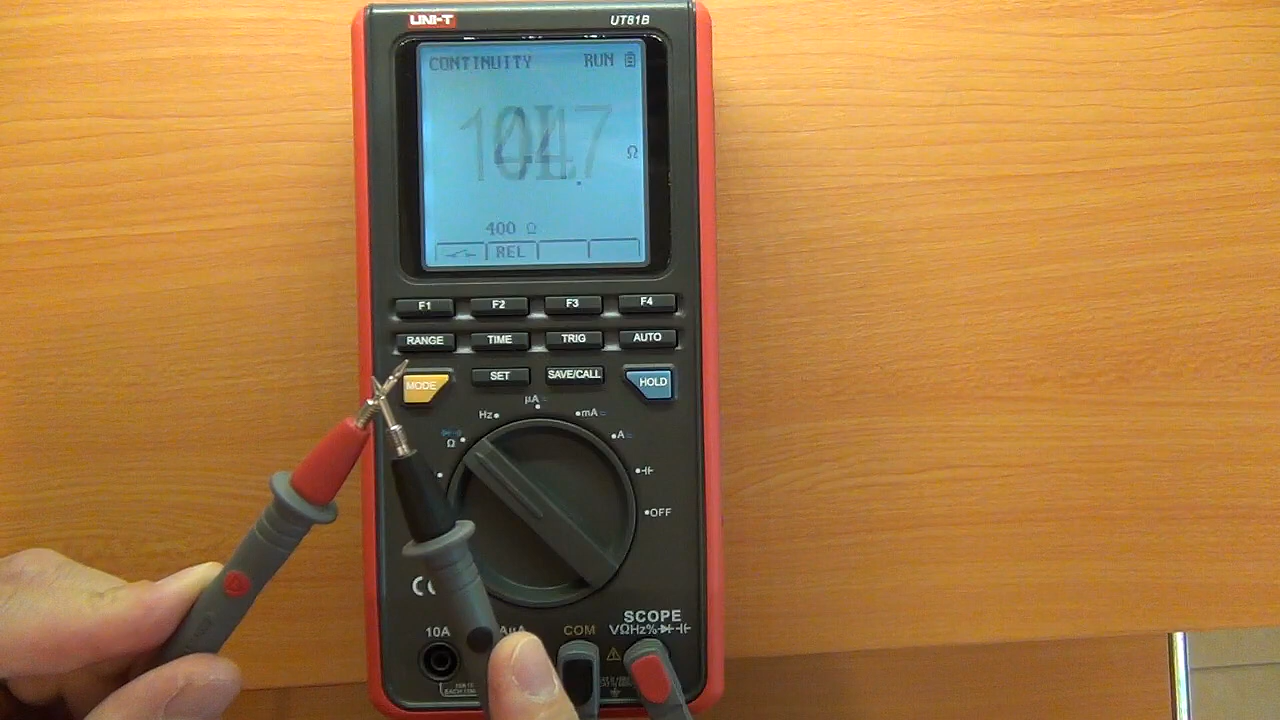 UNI-T UT81B
CONTINUITY RUN
Ω
400 Ω
REL
F1 F2 F3 F4
RANGE TIME TRIG AUTO
MODE SET SAVE/CALL HOLD
Hz µA mA A
Ω
OFF
CE
SCOPE
10A COM VΩHz%